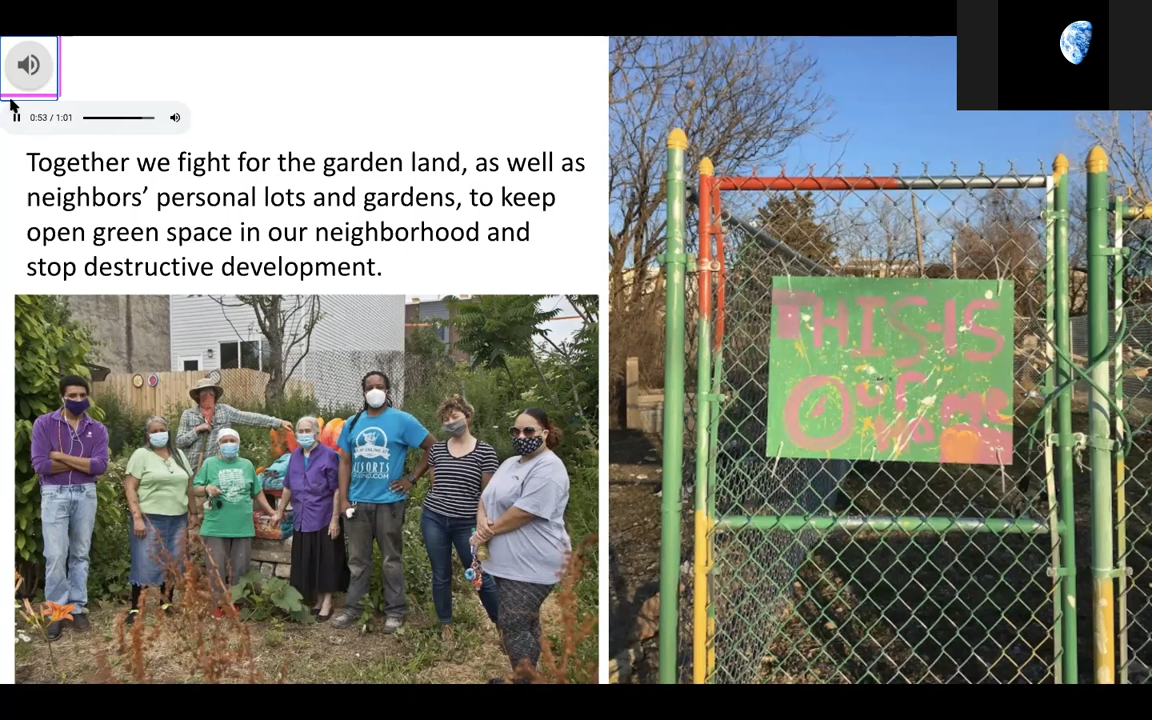 0:53 / 1:01
Together we fight for the garden land, as well as
neighbors’ personal lots and gardens, to keep
open green space in our neighborhood and
stop destructive development.
THIS-IS
Our